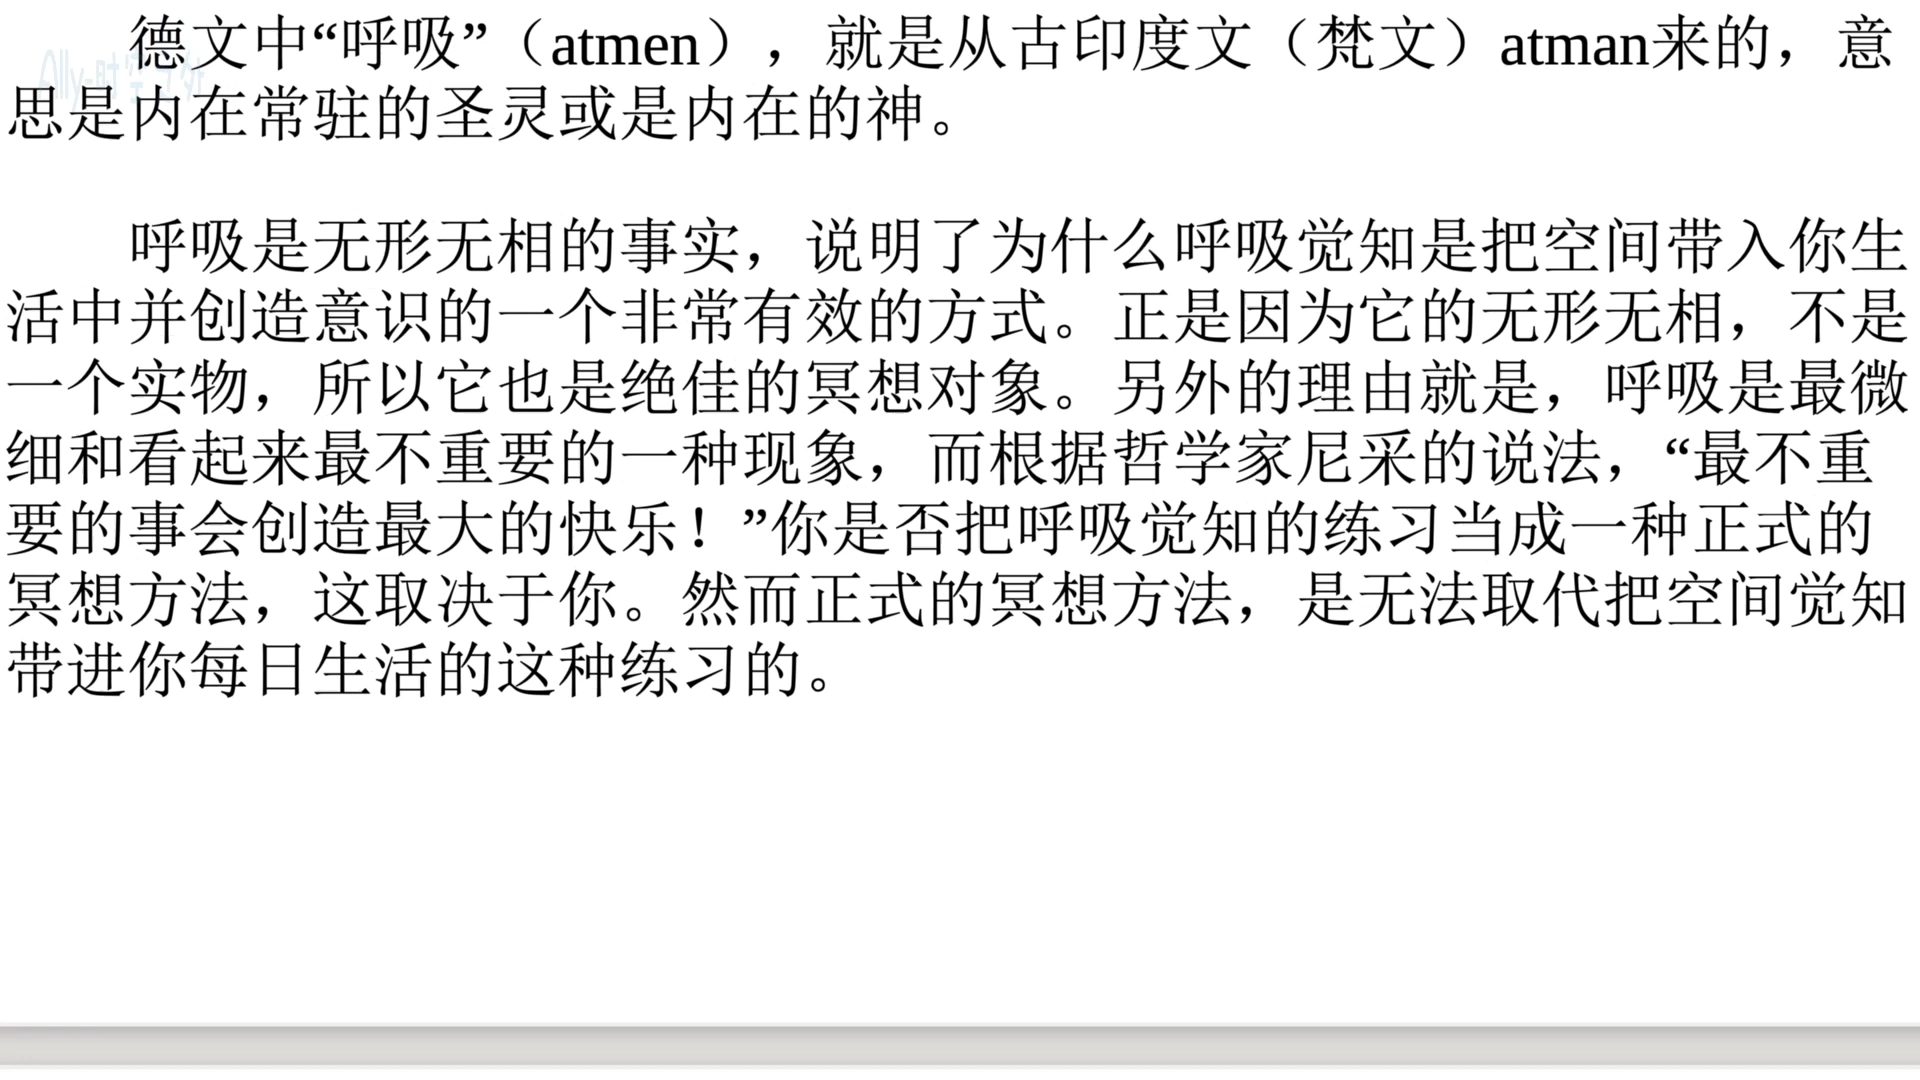 德文中“呼吸”（atmen），就是从古印度文（梵文）atman来的，意
思是内在常驻的圣灵或是内在的神。
呼吸是无形无相的事实，说明了为什么呼吸觉知是把空间带入你生
活中并创造意识的一个非常有效的方式。正是因为它的无形无相，不是
一个实物，所以它也是绝佳的冥想对象。另外的理由就是，呼吸是最微
细和看起来最不重要的一种现象，而根据哲学家尼采的说法，“最不重
要的事会创造最大的快乐！”你是否把呼吸觉知的练习当成一种正式的
冥想方法，这取决于你。然而正式的冥想方法，是无法取代把空间觉知
带进你每日生活的这种练习的。